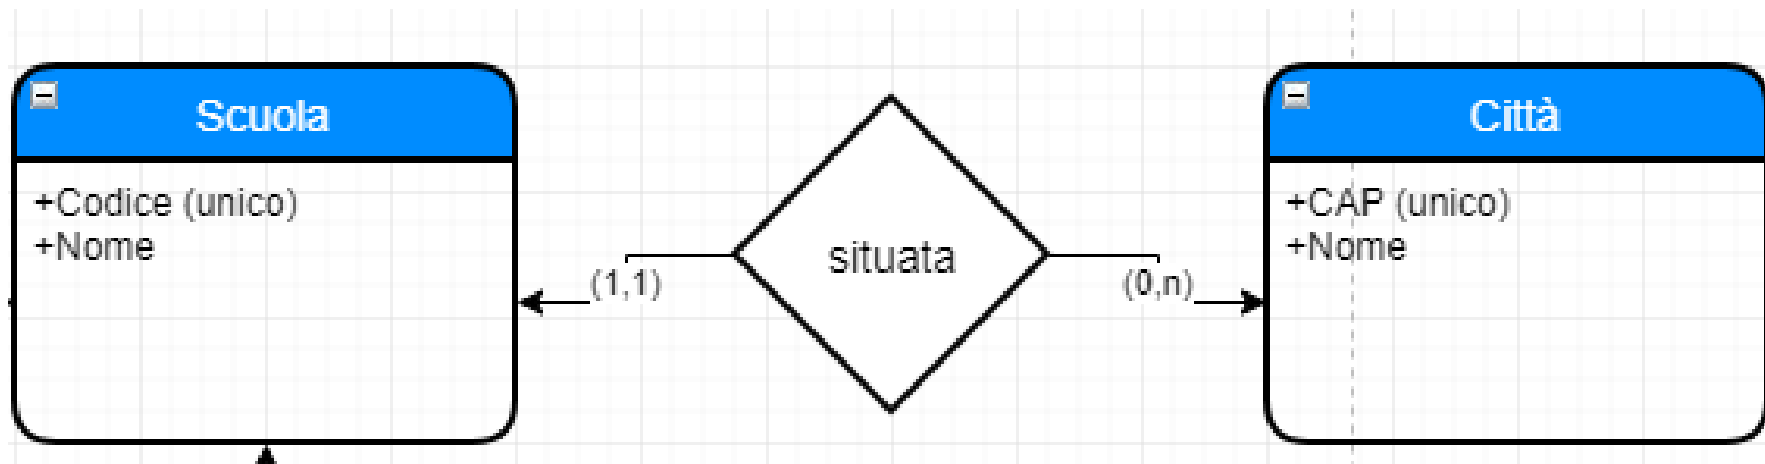 Scuola
+Codice (unico)
+Nome
(1,1)
situata
(0,n)
Città
+CAP (unico)
+Nome